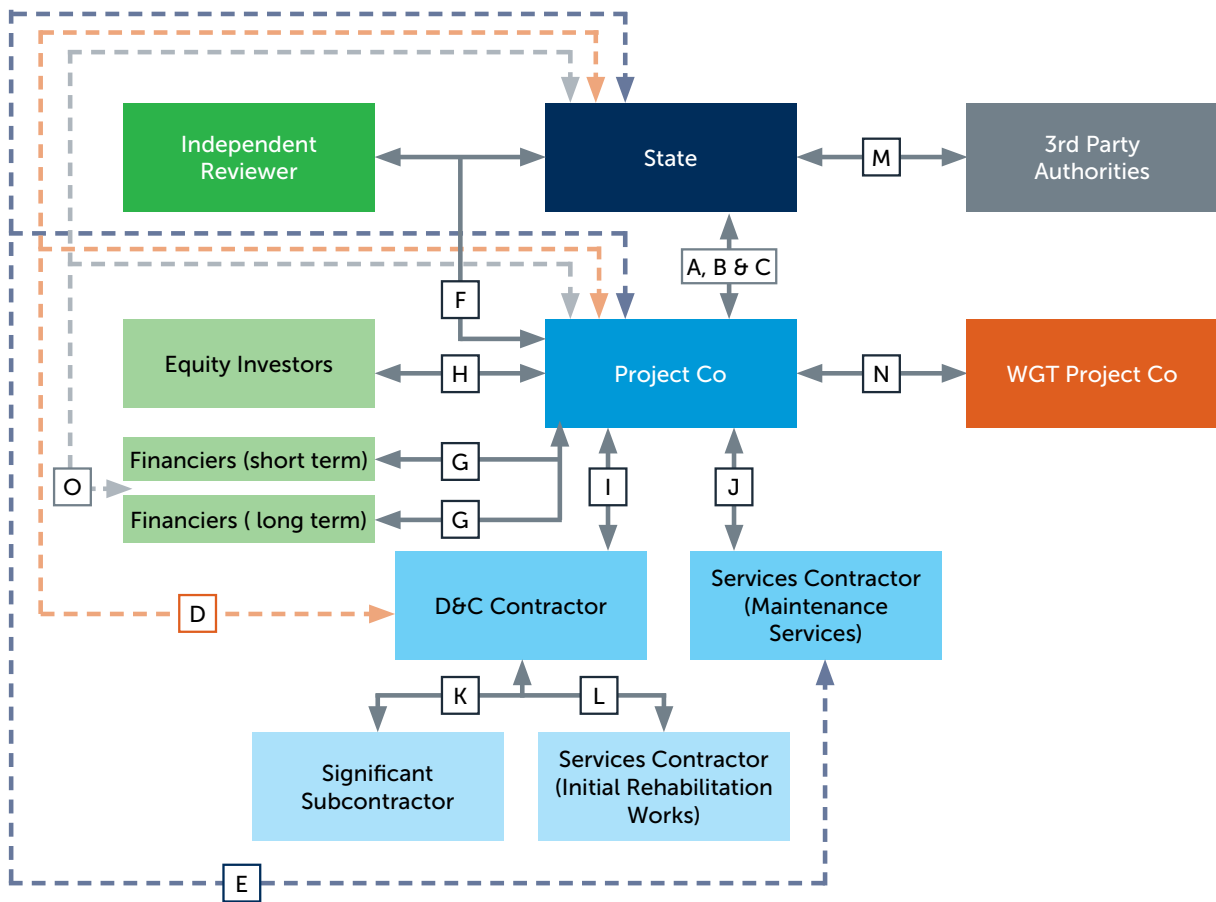 Independent
Reviewer
State
M
3rd Party
Authorities
A, B & C
F
Equity Investors
H
Project Co
N
WGT Project Co
Financiers (short term)
G
O
Financiers ( long term)
G
I
J
D&C Contractor
Services Contractor
(Maintenance
Services)
D
K
L
Significant
Subcontractor
Services Contractor
(Initial Rehabilitation
Works)
E